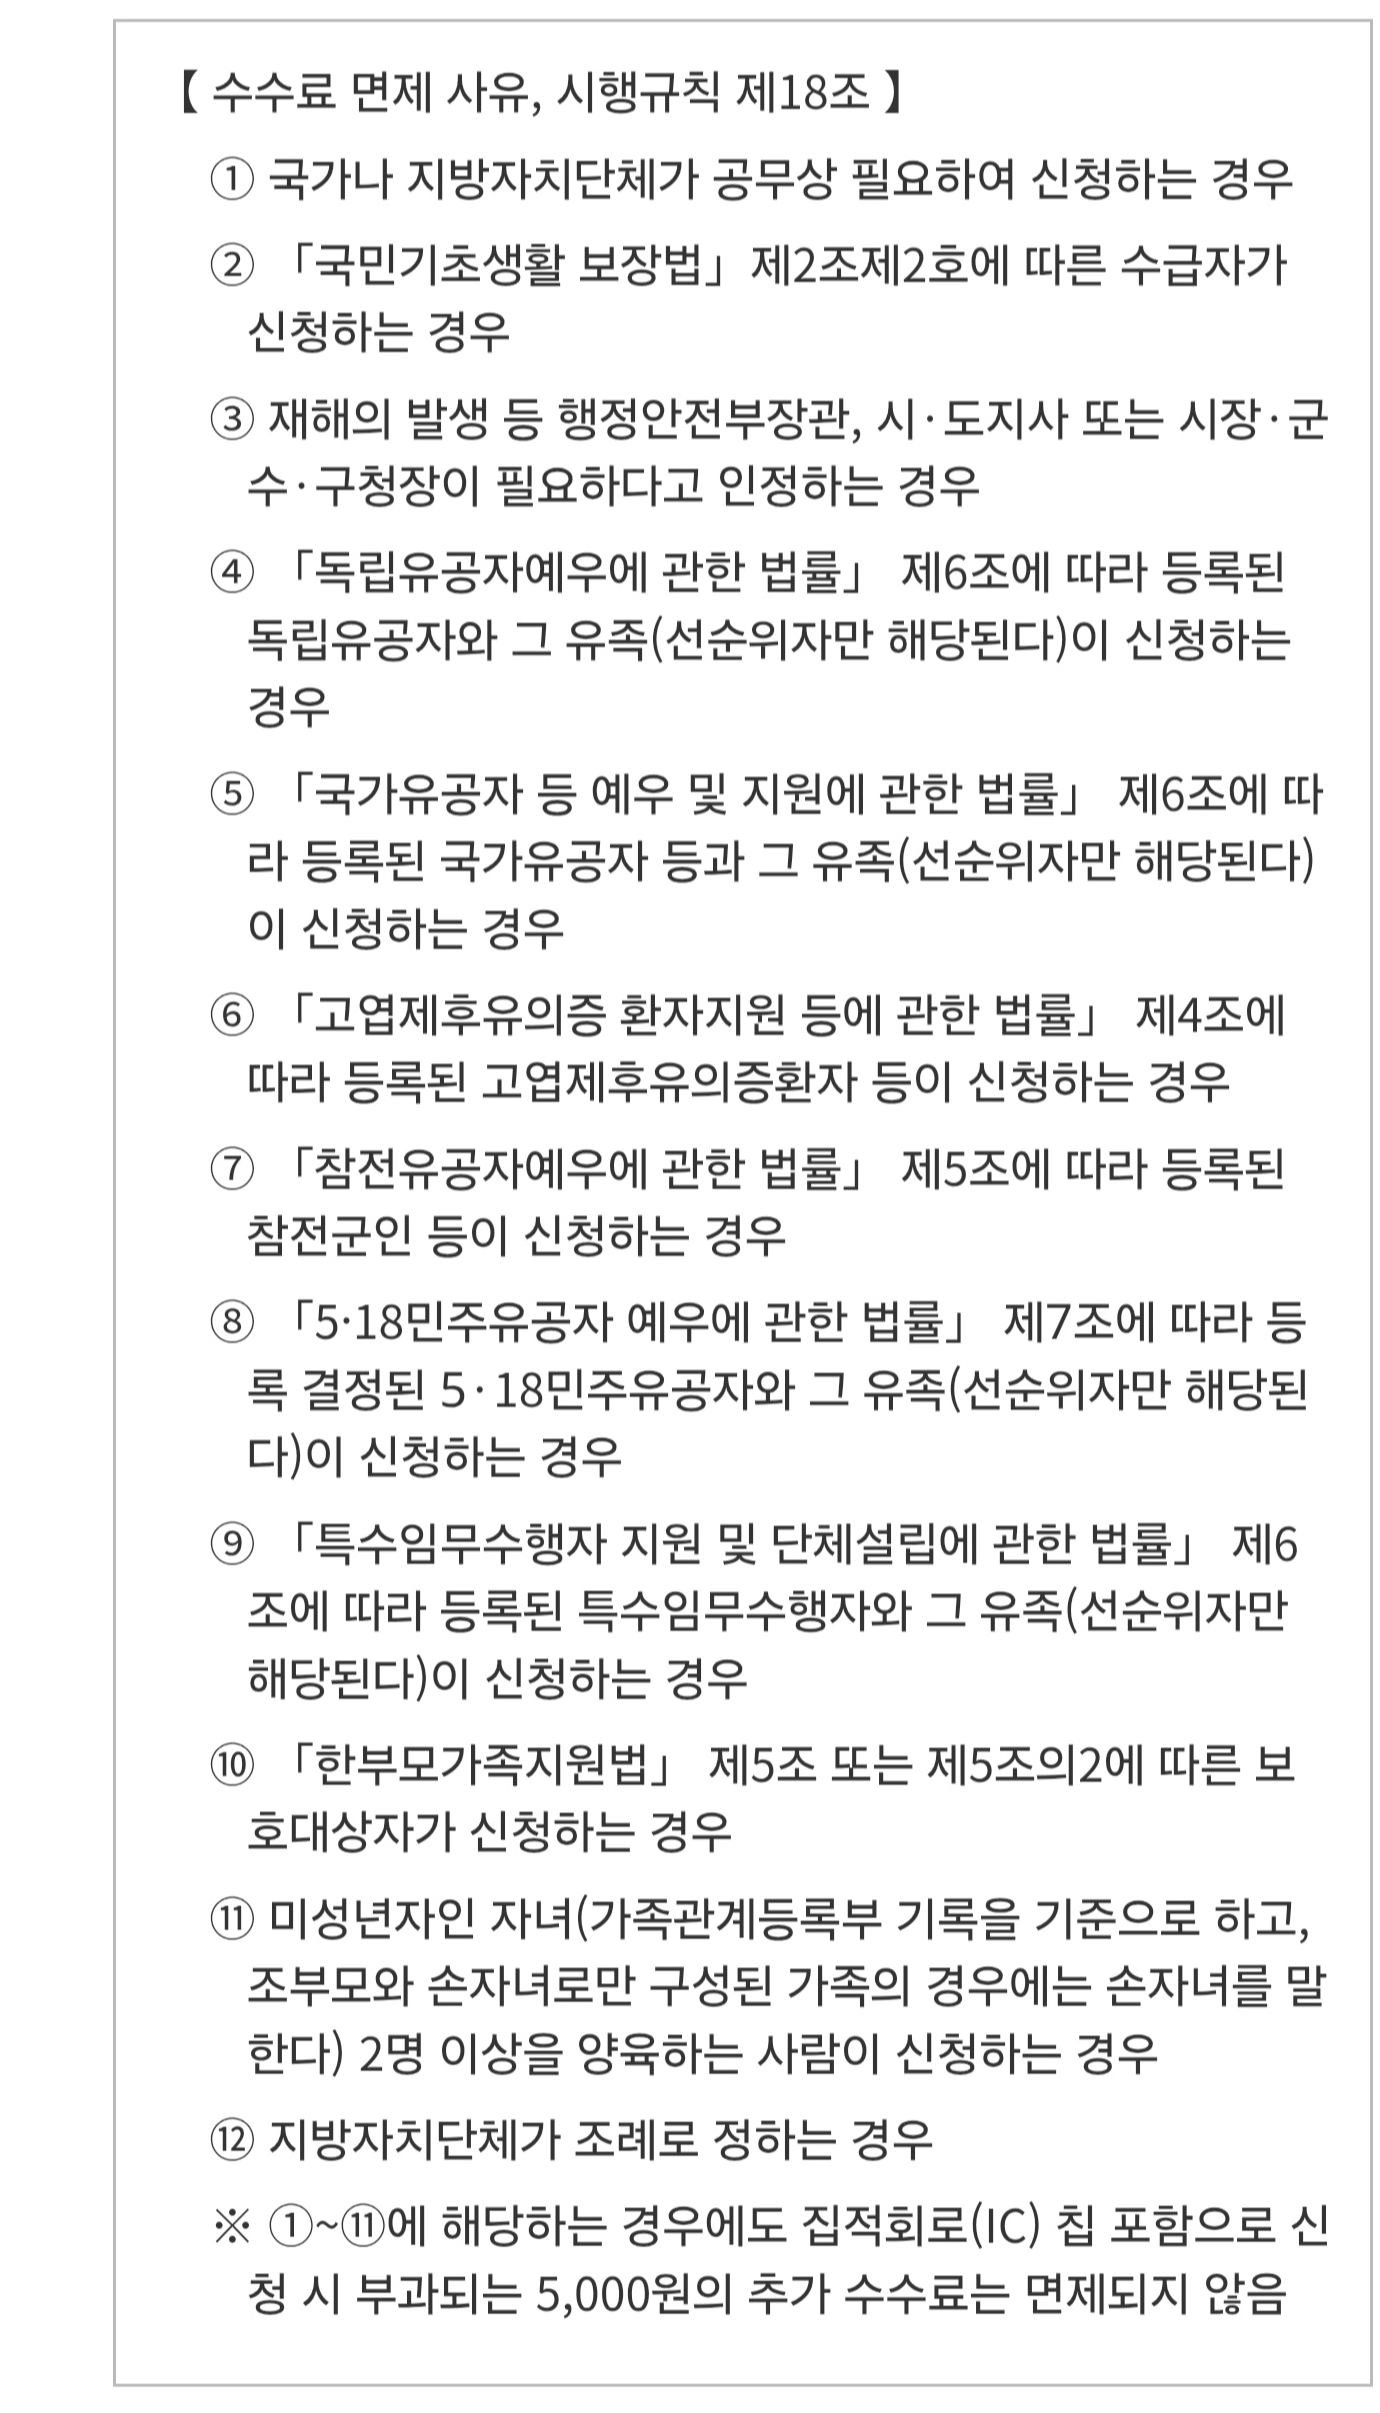 【 수수료 면제 사유, 시행규칙 제18조 】
① 국가나 지방자치단체가 공무상 필요하여 신청하는 경우
② 「국민기초생활 보장법」제2조제2호에 따른 수급자가
신청하는 경우
③ 재해의 발생 등 행정안전부장관, 시·도지사 또는 시장·군
수·구청장이 필요하다고 인정하는 경우
④ 「독립유공자예우에 관한 법률」 제6조에 따라 등록된
독립유공자와 그 유족(선순위자만 해당된다)이 신청하는
경우
⑤ 「국가유공자 등 예우 및 지원에 관한 법률」 제6조에 따
라 등록된 국가유공자 등과 그 유족(선순위자만 해당된다)
이 신청하는 경우
⑥ 「고엽제후유의증 환자지원 등에 관한 법률」 제4조에
따라 등록된 고엽제후유의증환자 등이 신청하는 경우
⑦ 「참전유공자예우에 관한 법률」 제5조에 따라 등록된
참전군인 등이 신청하는 경우
⑧ 「5·18민주유공자 예우에 관한 법률」 제7조에 따라 등
록 결정된 5·18민주유공자와 그 유족(선순위자만 해당된
다)이 신청하는 경우
⑨ 「특수임무수행자 지원 및 단체설립에 관한 법률」 제6
조에 따라 등록된 특수임무수행자와 그 유족(선순위자만
해당된다)이 신청하는 경우
⑩ 「한부모가족지원법」 제5조 또는 제5조의2에 따른 보
호대상자가 신청하는 경우
⑪ 미성년자인 자녀(가족관계등록부 기록을 기준으로 하고,
조부모와 손자녀로만 구성된 가족의 경우에는 손자녀를 말
한다) 2명 이상을 양육하는 사람이 신청하는 경우
⑫ 지방자치단체가 조례로 정하는 경우
※ ①~⑪에 해당하는 경우에도 집적회로(IC) 칩 포함으로 신
청 시 부과되는 5,000원의 추가 수수료는 면제되지 않음